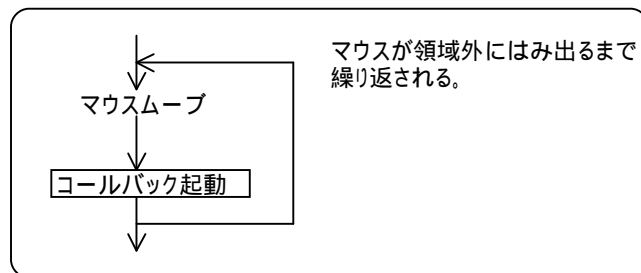 マウスが領域外にはみ出るまで
繰り返される。
マウスムーブ
コールバック起動